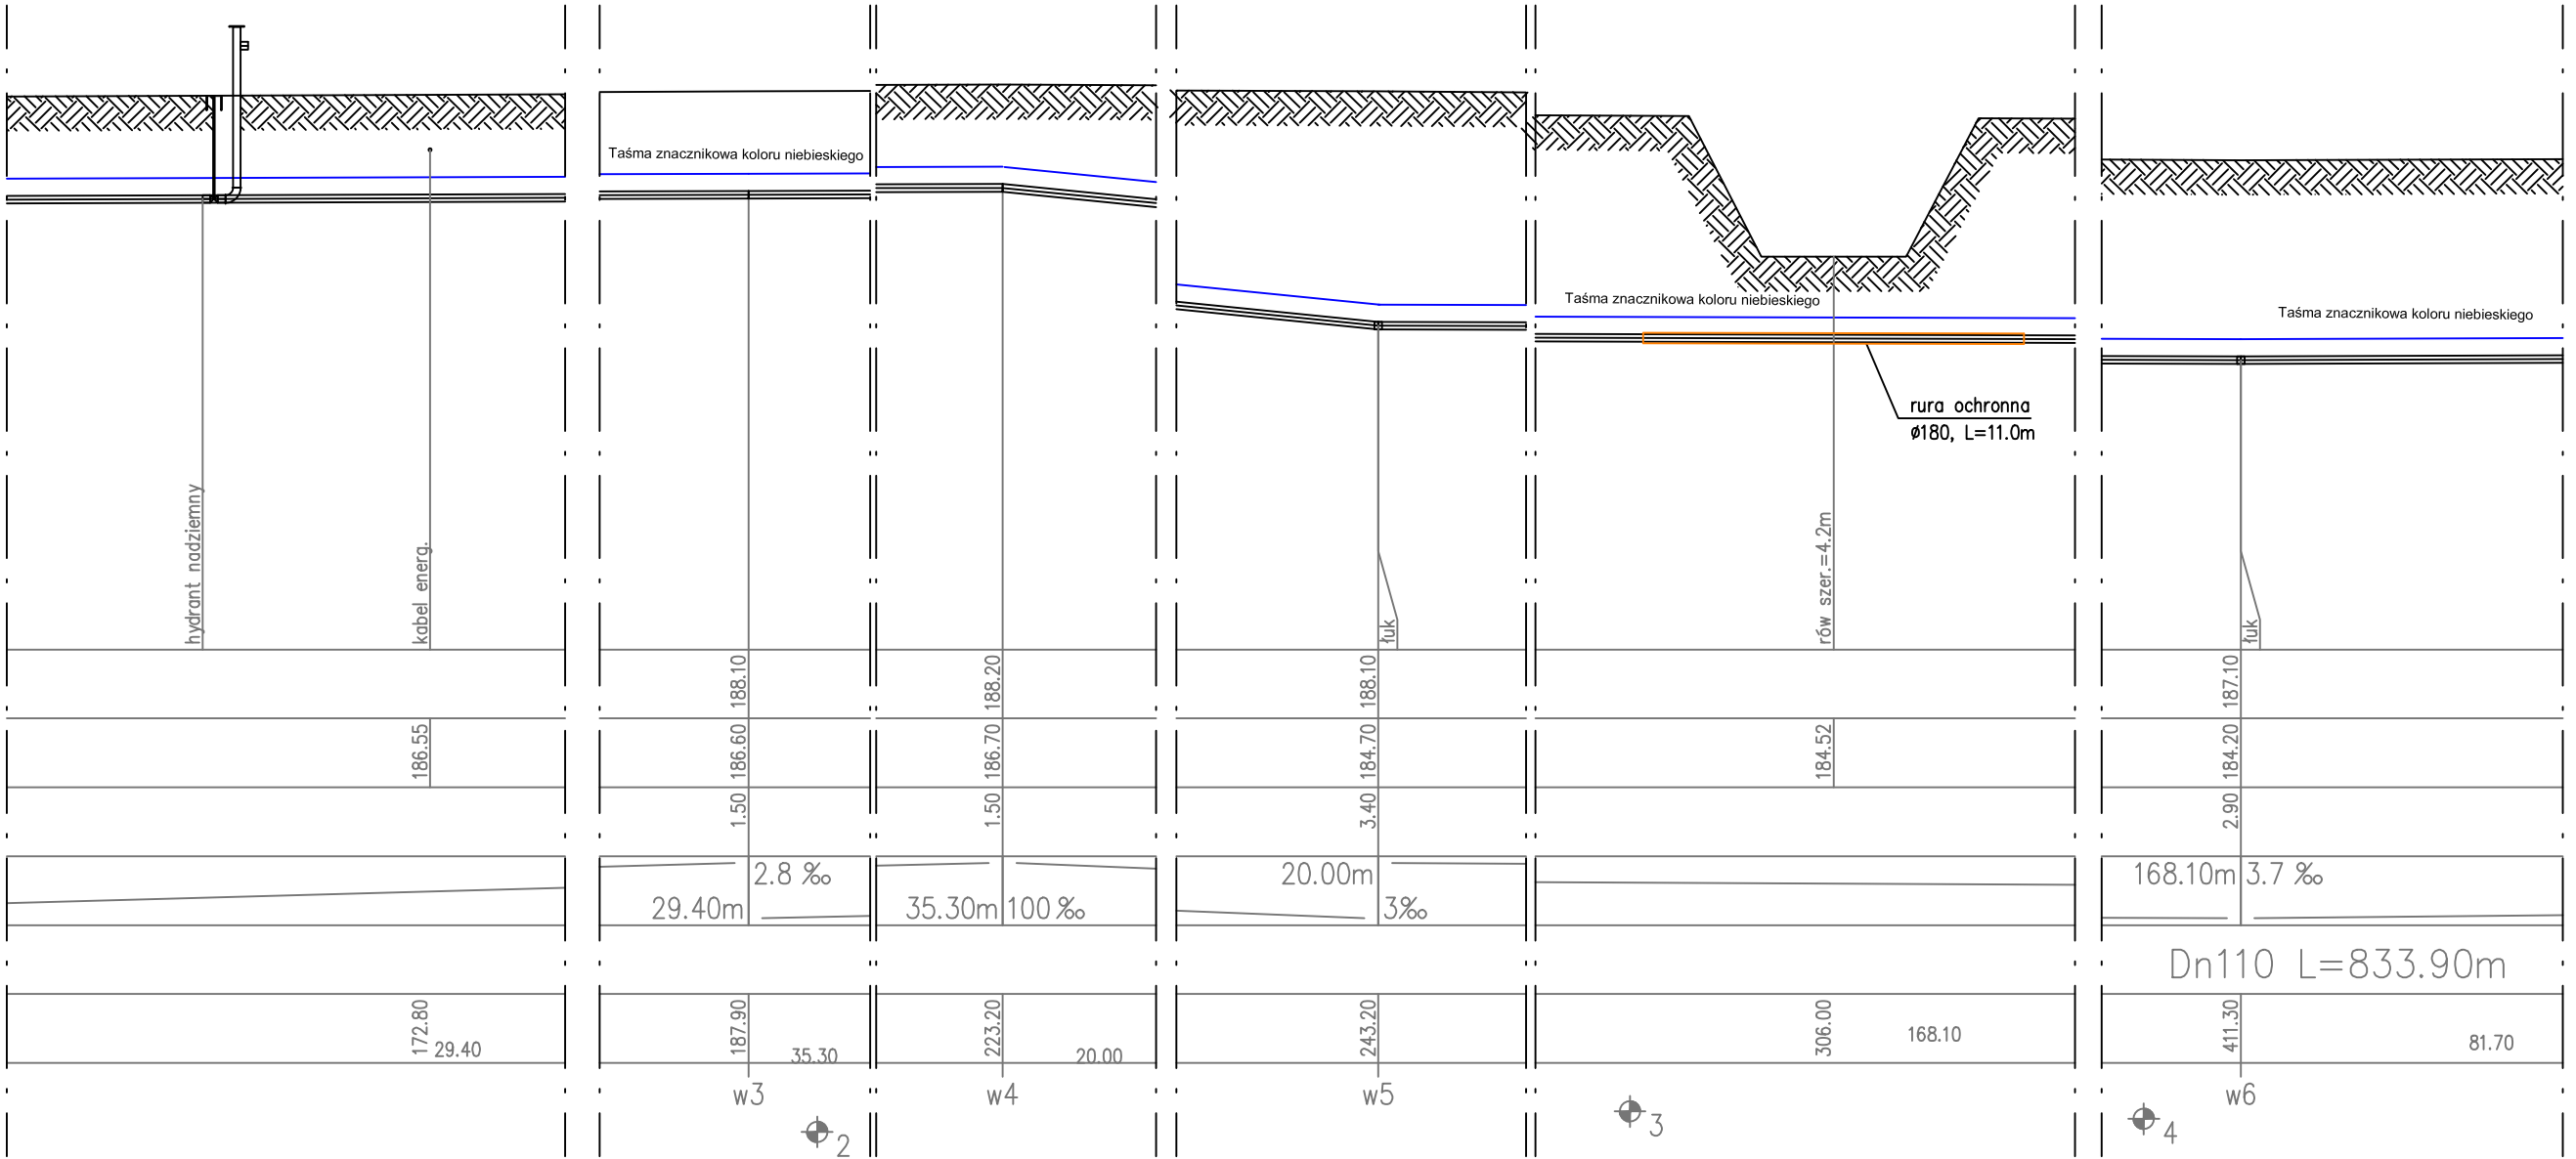 Taśma znacznikowa koloru niebieskiego
Taśma znacznikowa koloru niebieskiego
Taśma znacznikowa koloru niebieskiego
rura ochronna
ø180, L=11.0m
hydrant nadziemny
kabel energ.
łuk
rów szer.=4.2m
łuk
188.10
188.20
188.10
187.10
186.55
186.60
186.70
184.70
184.52
184.20
1.50
1.50
3.40
2.90
2.8 ‰
29.40m
35.30m
100 ‰
20.00m
3‰
168.10m
3.7 ‰
Dn110 L=833.90m
172.80
29.40
187.90
35.30
223.20
20.00
243.20
306.00
168.10
411.30
81.70
w3
w4
w5
w6
2
3
4